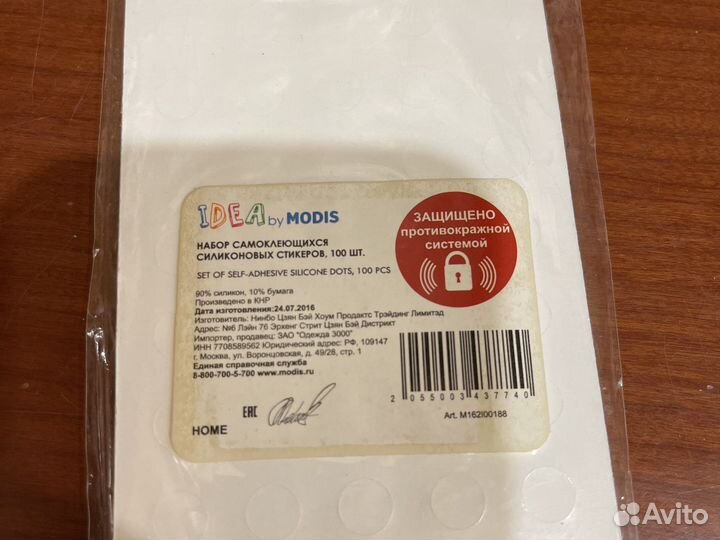 IDEA by MODIS
НАБОР САМОКЛЕЮЩИХСЯ
СИЛИКОНОВЫХ СТИКЕРОВ, 100 ШТ.
SET OF SELF-ADHESIVE SILICONE DOTS, 100 PCS
90% силикон, 10% бумага
Произведено в КНР
Дата изготовления:24.07.2016
Изготовитель: Нинбо Цзян Бэй Хоум Продактс Трэйдинг Лимитад
Адрес: №6 Лэйн 76 Эрхенг Стрит Цзян Бэй Дистрикт
Импортер, продавец: ЗАО "Одежда 3000"
ИНН 7708589562 Юридический адрес: РФ, 109147
г. Москва, ул. Воронцовская, д. 49/28, стр. 1
Единая справочная служба
8-800-700-5-700 www.modis.ru
EAC
HOME
ЗАЩИЩЕНО
противокражной
системой
2 055003 437740
Art. M162I00188
Avito